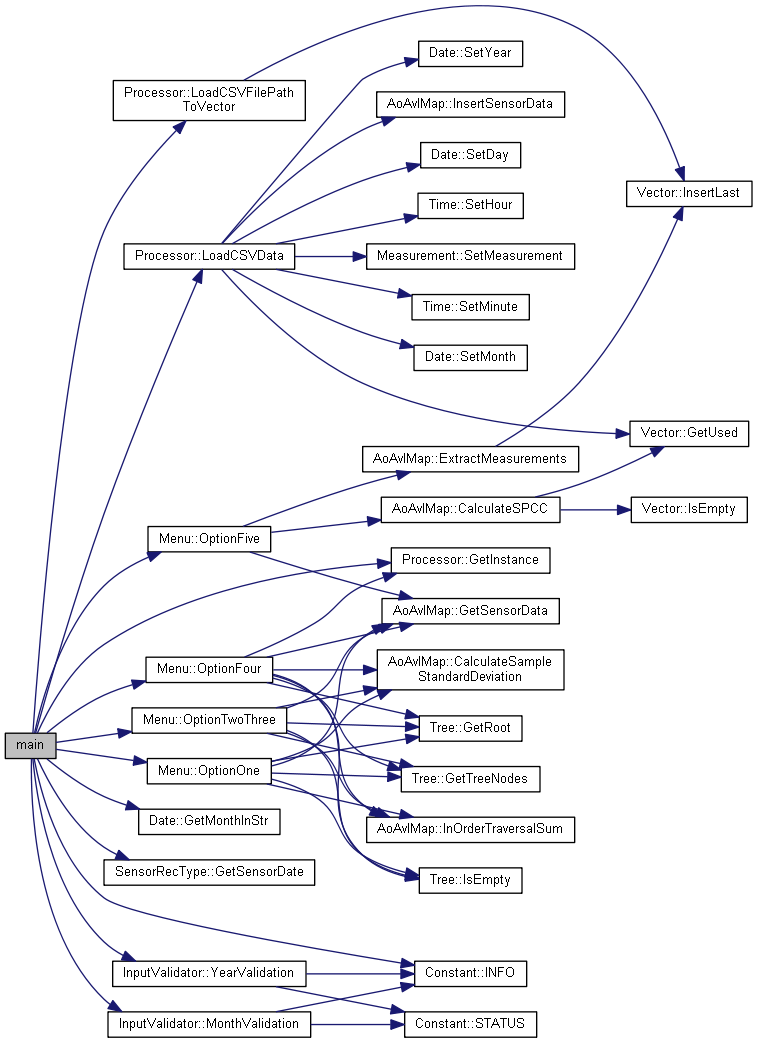 Date::SetYear
Processor::LoadCSVFilePath
ToVector
AoAvlMap::InsertSensorData
Date::SetDay
Vector::InsertLast
Time::SetHour
Processor::LoadCSVData
Measurement::SetMeasurement
Time::SetMinute
Date::SetMonth
Vector::GetUsed
AoAvlMap::ExtractMeasurements
AoAvlMap::CalculateSPCC
Vector::IsEmpty
Menu::OptionFive
Processor::GetInstance
AoAvlMap::GetSensorData
Menu::OptionFour
AoAvlMap::CalculateSample
StandardDeviation
Menu::OptionTwoThree
Tree::GetRoot
main
Menu::OptionOne
Tree::GetTreeNodes
Date::GetMonthInStr
AoAvlMap::InOrderTraversalSum
SensorRecType::GetSensorDate
Tree::IsEmpty
InputValidator::YearValidation
Constant::INFO
InputValidator::MonthValidation
Constant::STATUS